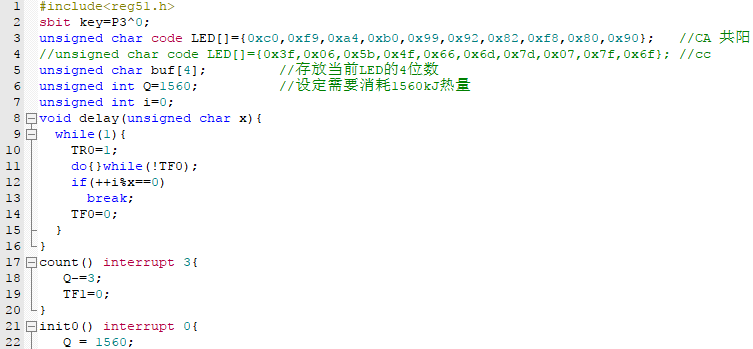 1 #include<reg51.h>
2 sbit key=P3^0;
3 unsigned char code LED[]={0xc0,0xf9,0xa4,0xb0,0x99,0x92,0x82,0xf8,0x80,0x90}; //CA 共阳
4 //unsigned char code LED[]={0x3f,0x06,0x5b,0x4f,0x66,0x6d,0x7d,0x07,0x7f,0x6f}; //cc
5 unsigned char buf[4]; //存放当前LED的4位数
6 unsigned int Q=1560; //设定需要消耗1560kJ热量
7 unsigned int i=0;
8 void delay(unsigned char x){
9 while(1){
10 TR0=1;
11 do{}while(!TF0);
12 if(++i%x==0)
13 break;
14 TF0=0;
15 }
16 }
17 count() interrupt 3{
18 Q-=3;
19 TF1=0;
20 }
21 init0() interrupt 0{
22 Q = 1560;